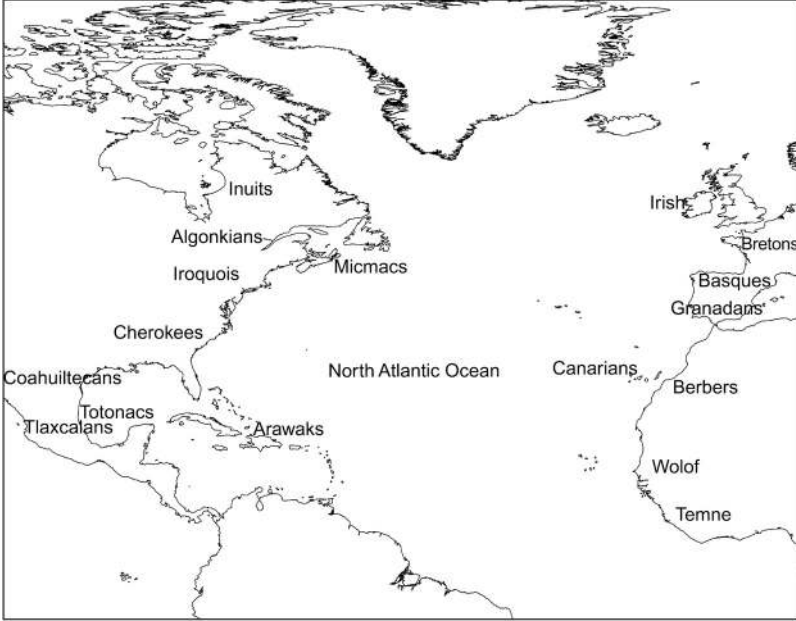 Inuits
Irish
Algonkians
Bretons
Micmacs
Iroquois
Basques
Granadans
Cherokees
North Atlantic Ocean
Canarians
Coahuiltecans
Berbers
Totonacs
Tlaxcalans
Arawaks
Wolof
Temne